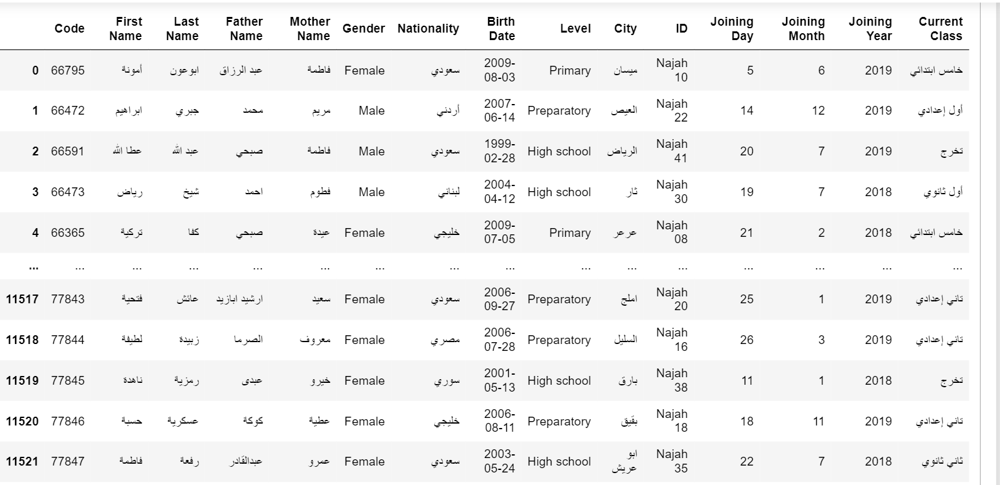 Code First Name Last Name Father Name Mother Name Gender Nationality Birth Date Level City ID Joining Day Joining Month Joining Year Current Class
0 66795 أمونة ابوعون عبد الرزاق فاطمة Female سعودي 2009-08-03 Primary ميسان Najah 10 5 6 2019 خامس ابتدائي
1 66472 ابراهيم جبري محمد مريم Male أردني 2007-06-14 Preparatory العيص Najah 22 14 12 2019 أول إعدادي
2 66591 عطا الله عبد الله صبحي فاطمة Male سعودي 1999-02-28 High school الرياض Najah 41 20 7 2019 تخرج
3 66473 رياض شيخ احمد فطوم Male لبناني 2004-04-12 High school ثار Najah 30 19 7 2018 أول ثانوي
4 66365 تركية كفا صبحي عيدة Female خليجي 2009-07-05 Primary عرعر Najah 08 21 2 2018 خامس ابتدائي
... ... ... ... ... ... ... ... ... ... ... ... ... ... ... ...
11517 77843 فتحية عائش ارشيد ابازيد سعيد Female سعودي 2006-09-27 Preparatory املج Najah 20 25 1 2019 تاني إعدادي
11518 77844 لطيفة زبيدة الصرما معروف Female مصري 2006-07-28 Preparatory السليل Najah 16 26 3 2019 تاني إعدادي
11519 77845 ناهدة رمزية عبدى خيرو Female سوري 2001-05-13 High school بارق Najah 38 11 1 2018 تخرج
11520 77846 حسبة عسكرية كوكة عطية Female خليجي 2006-08-11 Preparatory بقيق Najah 18 18 11 2019 تاني إعدادي
11521 77847 فاطمة رفعة عبدالقادر عمرو Female سعودي 2003-05-24 High school ابو عريش Najah 35 22 7 2018 ثاني ثانوي